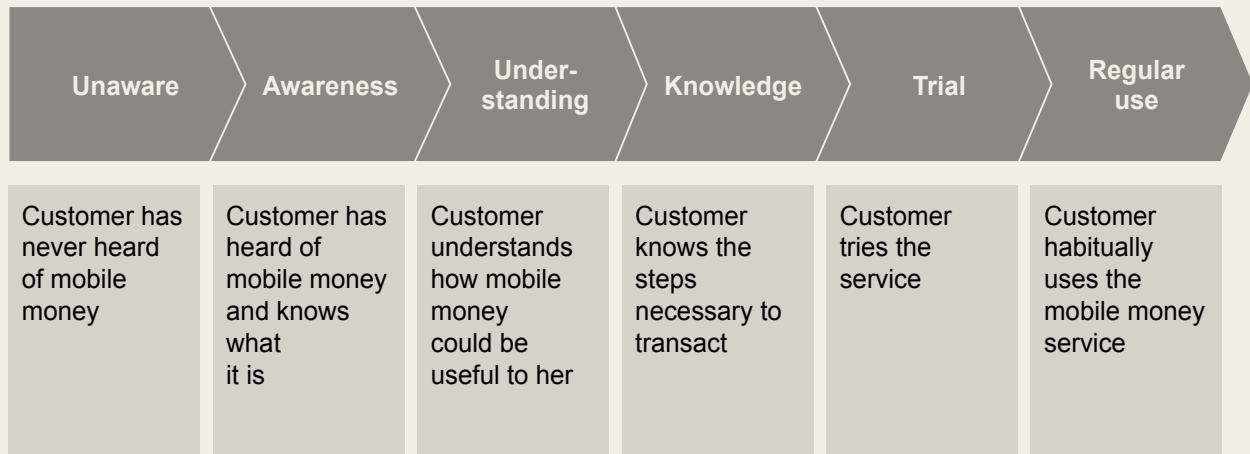 Unaware
Awareness
Under-
standing
Knowledge
Trial
Regular
use
Customer has
never heard
of mobile
money
Customer has
heard of
mobile money
and knows
what
it is
Customer
understands
how mobile
money
could be
useful to her
Customer
knows the
steps
necessary to
transact
Customer
tries the
service
Customer
habitually
uses the
mobile money
service